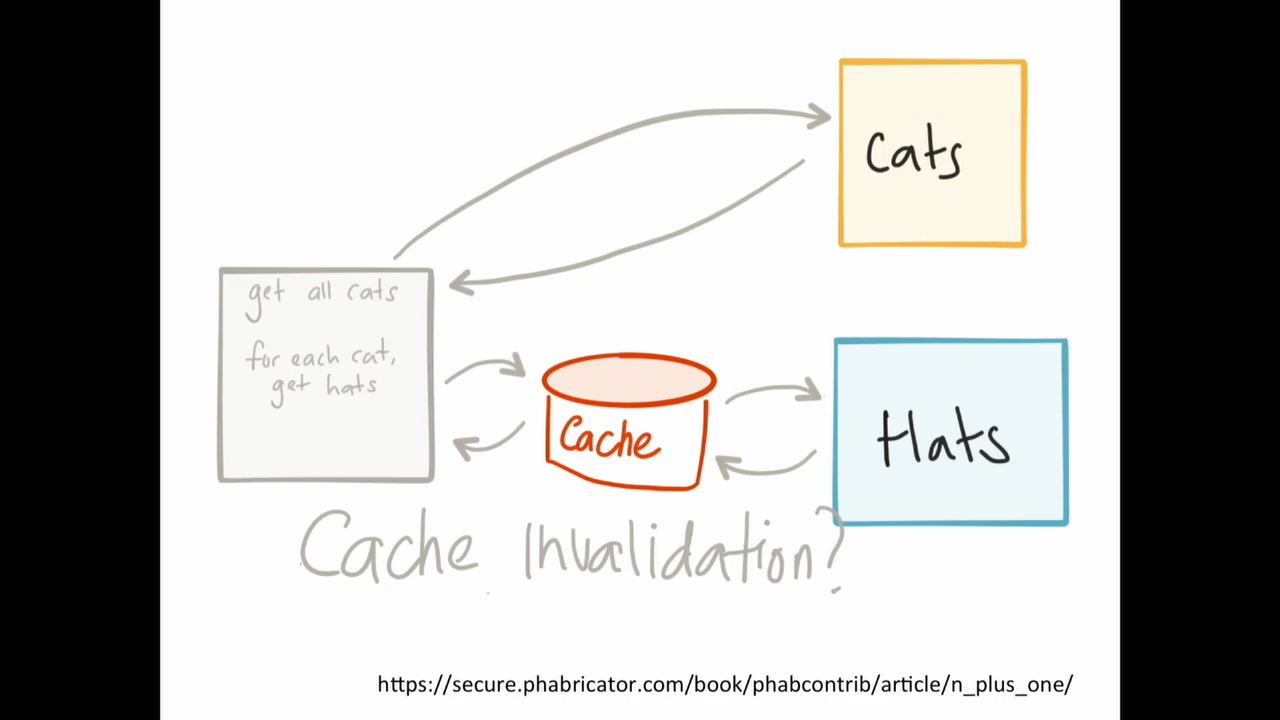 Cats
get all cats
for each cat,
get hats
Cache
Hats
Cache Invalidation?
https://secure.phabricator.com/book/phabcontrib/article/n_plus_one/